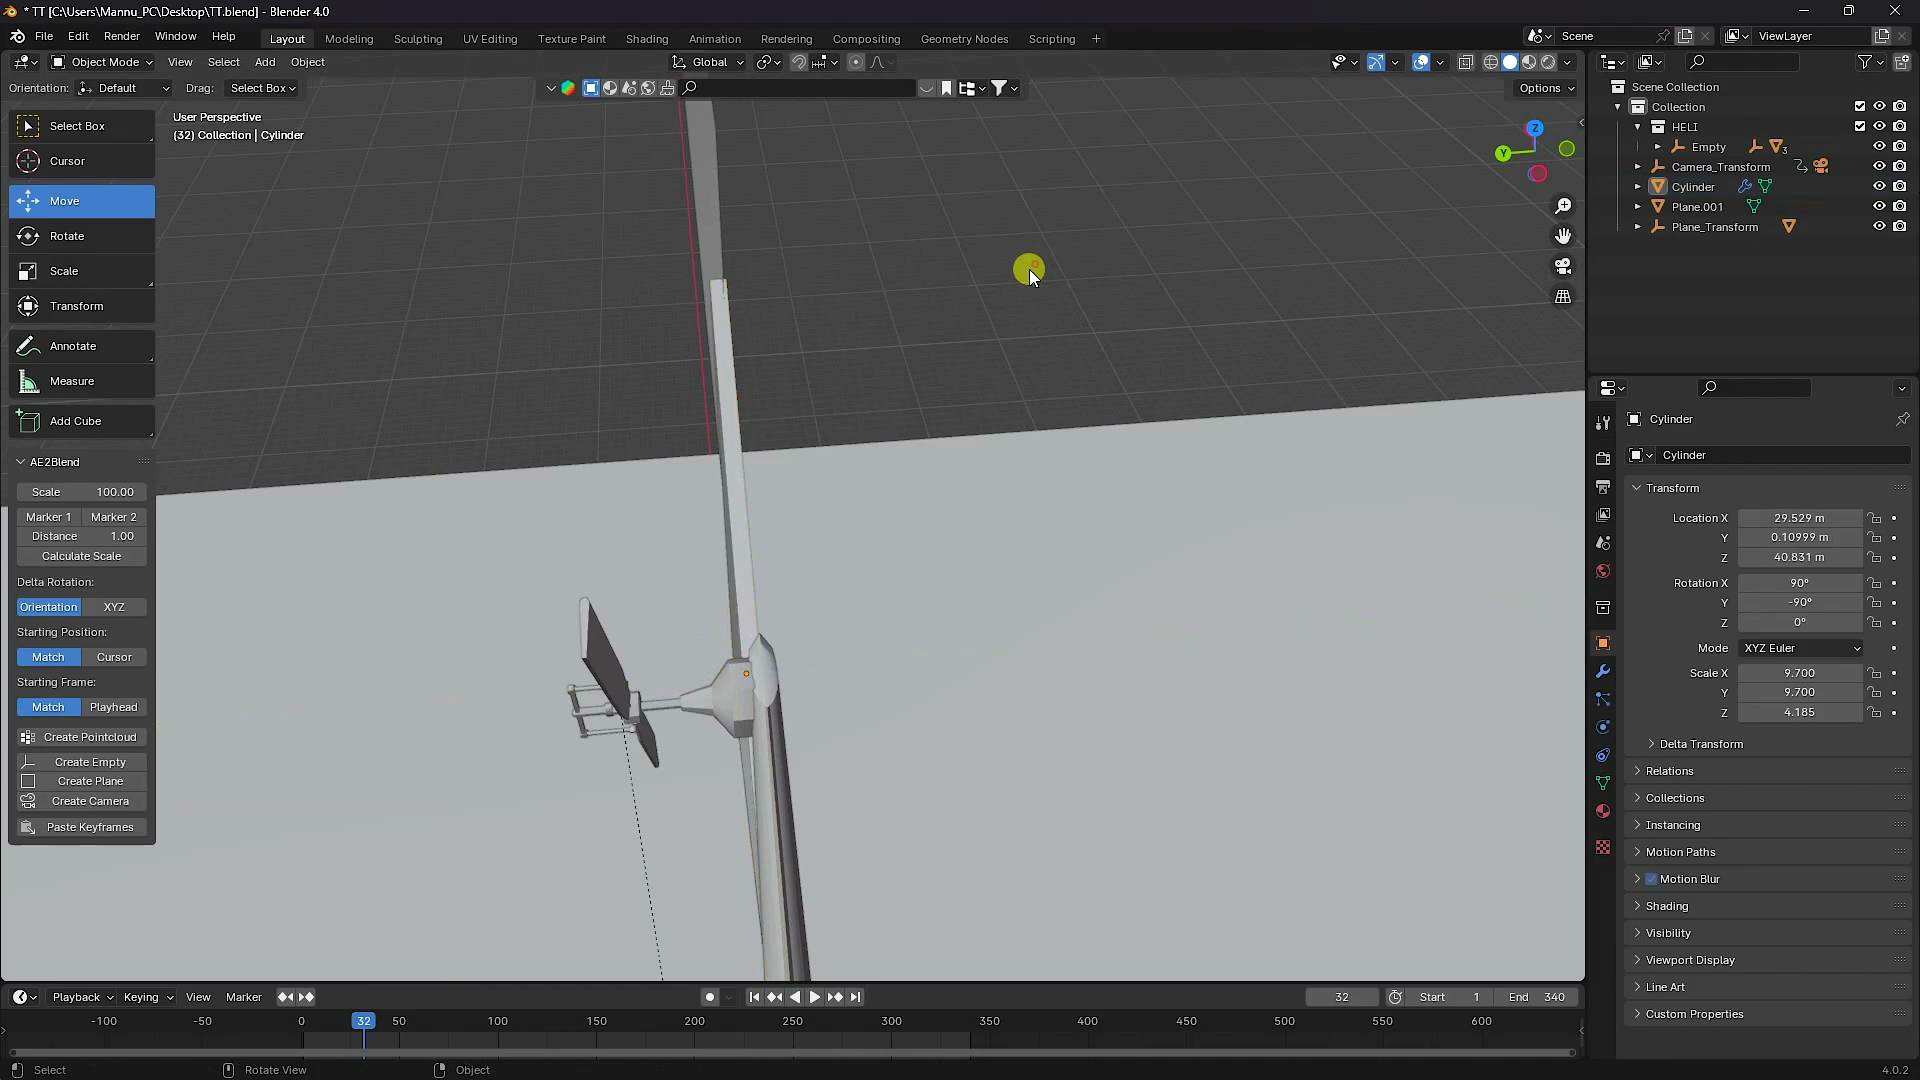 * TT [C:\Users\Mannu_PC\Desktop\TT.blend] - Blender 4.0
File Edit Render Window Help Layout Modeling Sculpting UV Editing Texture Paint Shading Animation Rendering Compositing Geometry Nodes Scripting + Scene ViewLayer
Object Mode View Select Add Object Global
Orientation: Default Drag: Select Box Options
User Perspective
(32) Collection | Cylinder
Select Box
Cursor
Move
Rotate
Scale
Transform
Annotate
Measure
Add Cube
AE2Blend
Scale 100.00
Marker 1 Marker 2
Distance 1.00
Calculate Scale
Delta Rotation:
Orientation XYZ
Starting Position:
Match Cursor
Starting Frame:
Match Playhead
Create Pointcloud
Create Empty
Create Plane
Create Camera
Paste Keyframes
Z
Y
Scene Collection
Collection
HELI
Empty 3
Camera_Transform
Cylinder
Plane.001
Plane_Transform
Cylinder
Cylinder
Transform
Location X 29.529 m
Y 0.10999 m
Z 40.831 m
Rotation X 90°
Y -90°
Z 0°
Mode XYZ Euler
Scale X 9.700
Y 9.700
Z 4.185
Delta Transform
Relations
Collections
Instancing
Motion Paths
Motion Blur
Shading
Visibility
Viewport Display
Line Art
Custom Properties
Playback Keying View Marker 32 Start 1 End 340
-100 -50 0 32 50 100 150 200 250 300 350 400 450 500 550 600
Select Rotate View Object 4.0.2